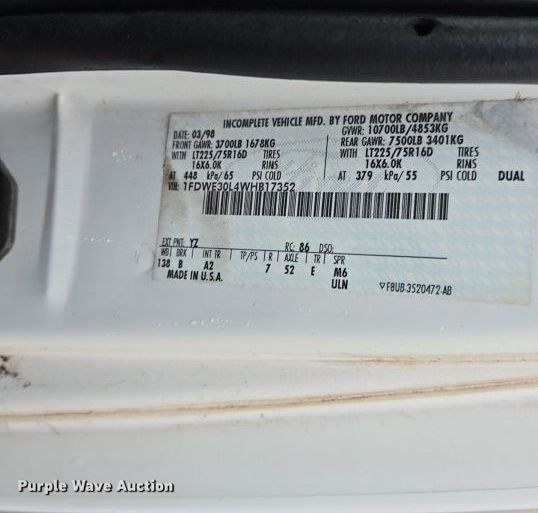 INCOMPLETE VEHICLE MFD. BY FORD MOTOR COMPANY
DATE: 03/98 GVWR: 10700LB/4853KG
FRONT GAWR: 3700LB 1678KG REAR GAWR: 7500LB 3401KG
WITH LT225/75R16D TIRES WITH LT225/75R16D TIRES
16X6.0K RINS 16X6.0K RINS
AT 448 kPa/65 PSI COLD AT 379 kPa/55 PSI COLD DUAL
VIN: 1FDWE30L4WHB17352
EXT PNT: YZ RC: 86 DSO:
WB BRK INT TR TP/PS R AXLE TR SPR
138 B A2 7 52 E M6
MADE IN U.S.A. ULN
F8UB-3520472-AB
Purple Wave Auction